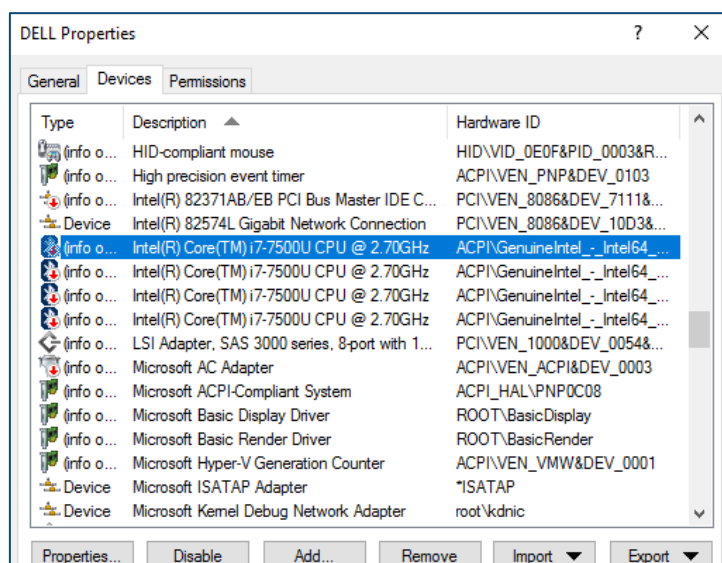 DELL Properties ?
General Devices Permissions
Type Description Hardware ID
(info o... HID-compliant mouse HID\VID_0E0F&PID_0003&R...
(info o... High precision event timer ACPI\VEN_PNP&DEV_0103
(info o... Intel(R) 82371AB/EB PCI Bus Master IDE C... PCI\VEN_8086&DEV_7111&...
Device Intel(R) 82574L Gigabit Network Connection PCI\VEN_8086&DEV_10D3&...
(info o... Intel(R) Core(TM) i7-7500U CPU @ 2.70GHz ACPI\GenuineIntel_-_Intel64_...
(info o... Intel(R) Core(TM) i7-7500U CPU @ 2.70GHz ACPI\GenuineIntel_-_Intel64_...
(info o... Intel(R) Core(TM) i7-7500U CPU @ 2.70GHz ACPI\GenuineIntel_-_Intel64_...
(info o... Intel(R) Core(TM) i7-7500U CPU @ 2.70GHz ACPI\GenuineIntel_-_Intel64_...
(info o... LSI Adapter, SAS 3000 series, 8-port with 1... PCI\VEN_1000&DEV_0054&...
(info o... Microsoft AC Adapter ACPI\VEN_ACPI&DEV_0003
(info o... Microsoft ACPI-Compliant System ACPI_HAL\PNP0C08
(info o... Microsoft Basic Display Driver ROOT\BasicDisplay
(info o... Microsoft Basic Render Driver ROOT\BasicRender
(info o... Microsoft Hyper-V Generation Counter ACPI\VEN_VMW&DEV_0001
Device Microsoft ISATAP Adapter *ISATAP
Device Microsoft Kernel Debug Network Adapter root\kdnic
Properties... Disable Add... Remove Import Export